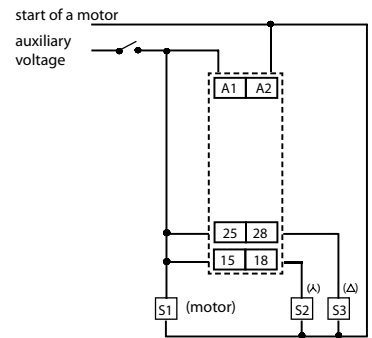 start of a motor
auxiliary
voltage
A1 A2
25 28
15 18
(⅄) (△)
S1 (motor) S2 S3